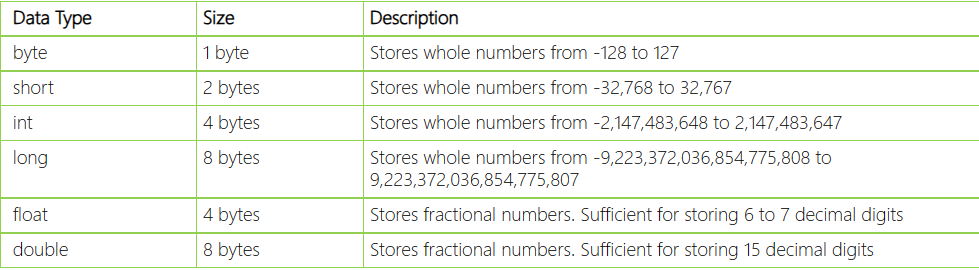 Data Type Size Description
byte 1 byte Stores whole numbers from -128 to 127
short 2 bytes Stores whole numbers from -32,768 to 32,767
int 4 bytes Stores whole numbers from -2,147,483,648 to 2,147,483,647
long 8 bytes Stores whole numbers from -9,223,372,036,854,775,808 to
9,223,372,036,854,775,807
float 4 bytes Stores fractional numbers. Sufficient for storing 6 to 7 decimal digits
double 8 bytes Stores fractional numbers. Sufficient for storing 15 decimal digits